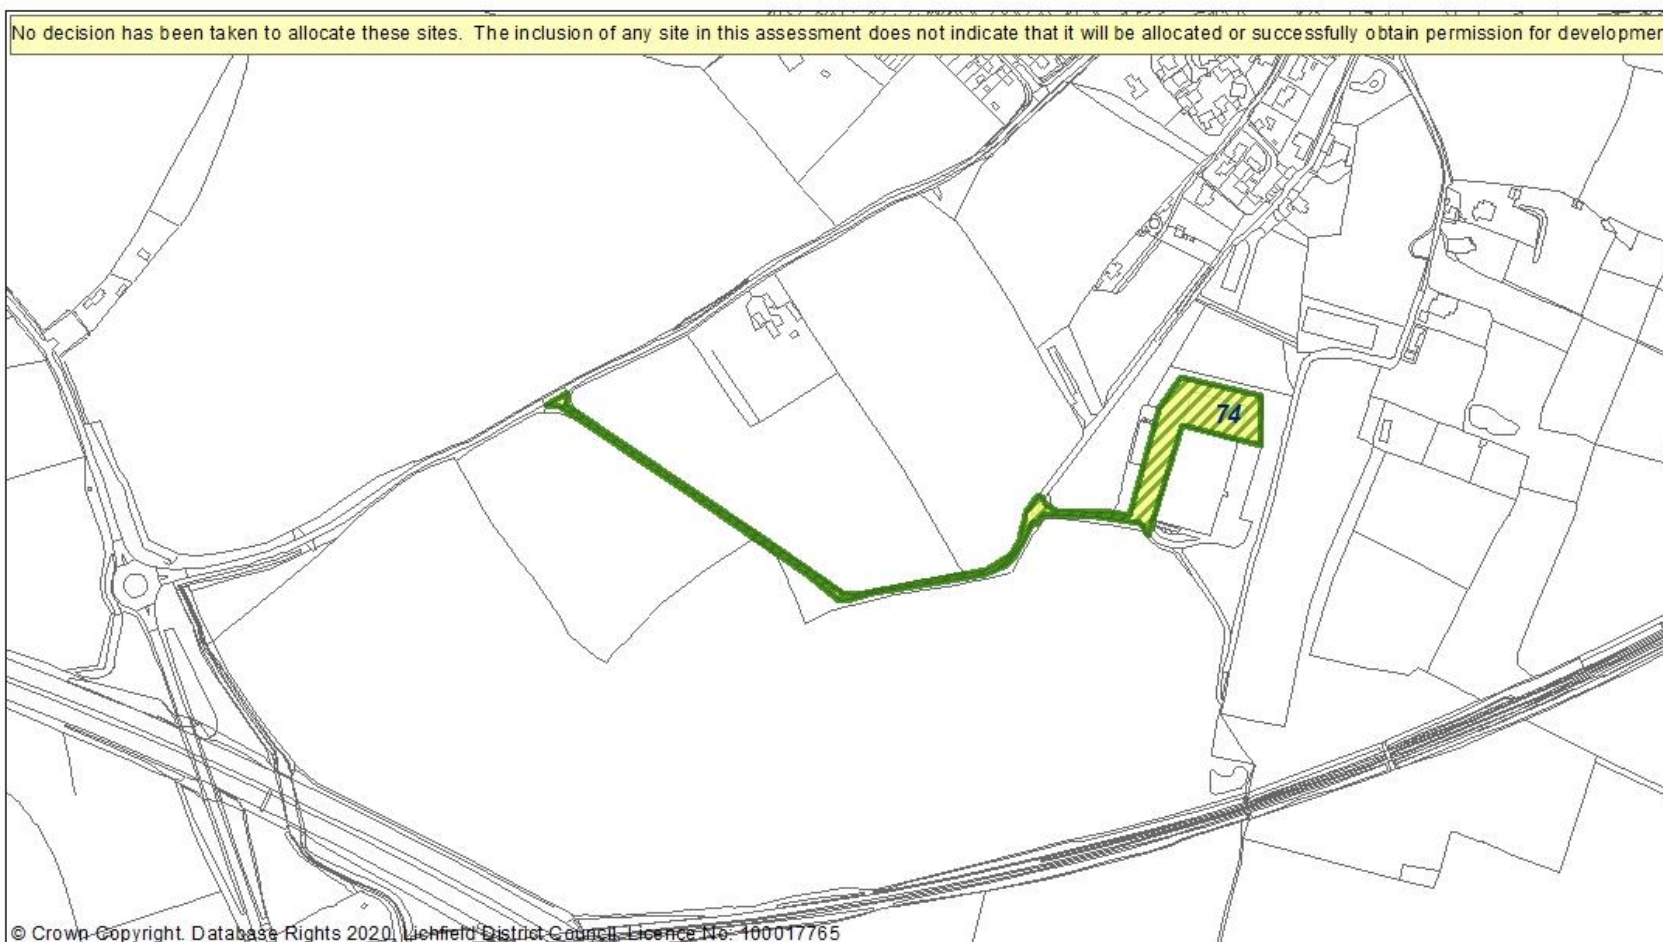 No decision has been taken to allocate these sites. The inclusion of any site in this assessment does not indicate that it will be allocated or successfully obtain permission for developmen
74
© Crown Copyright. Database Rights 2020. Lichfield District Council. Licence No: 100017765